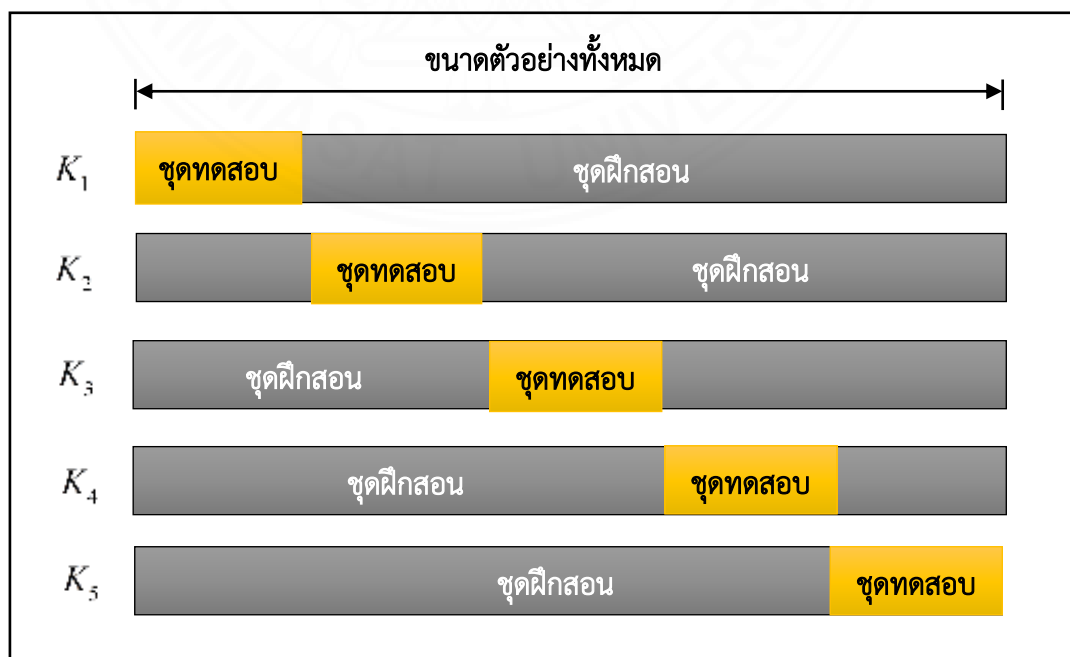 ขนาดตัวอย่างทั้งหมด
K₁ ชุดทดสอบ ชุดฝึกสอน
K₂ ชุดทดสอบ ชุดฝึกสอน
K₃ ชุดฝึกสอน ชุดทดสอบ
K₄ ชุดฝึกสอน ชุดทดสอบ
K₅ ชุดฝึกสอน ชุดทดสอบ